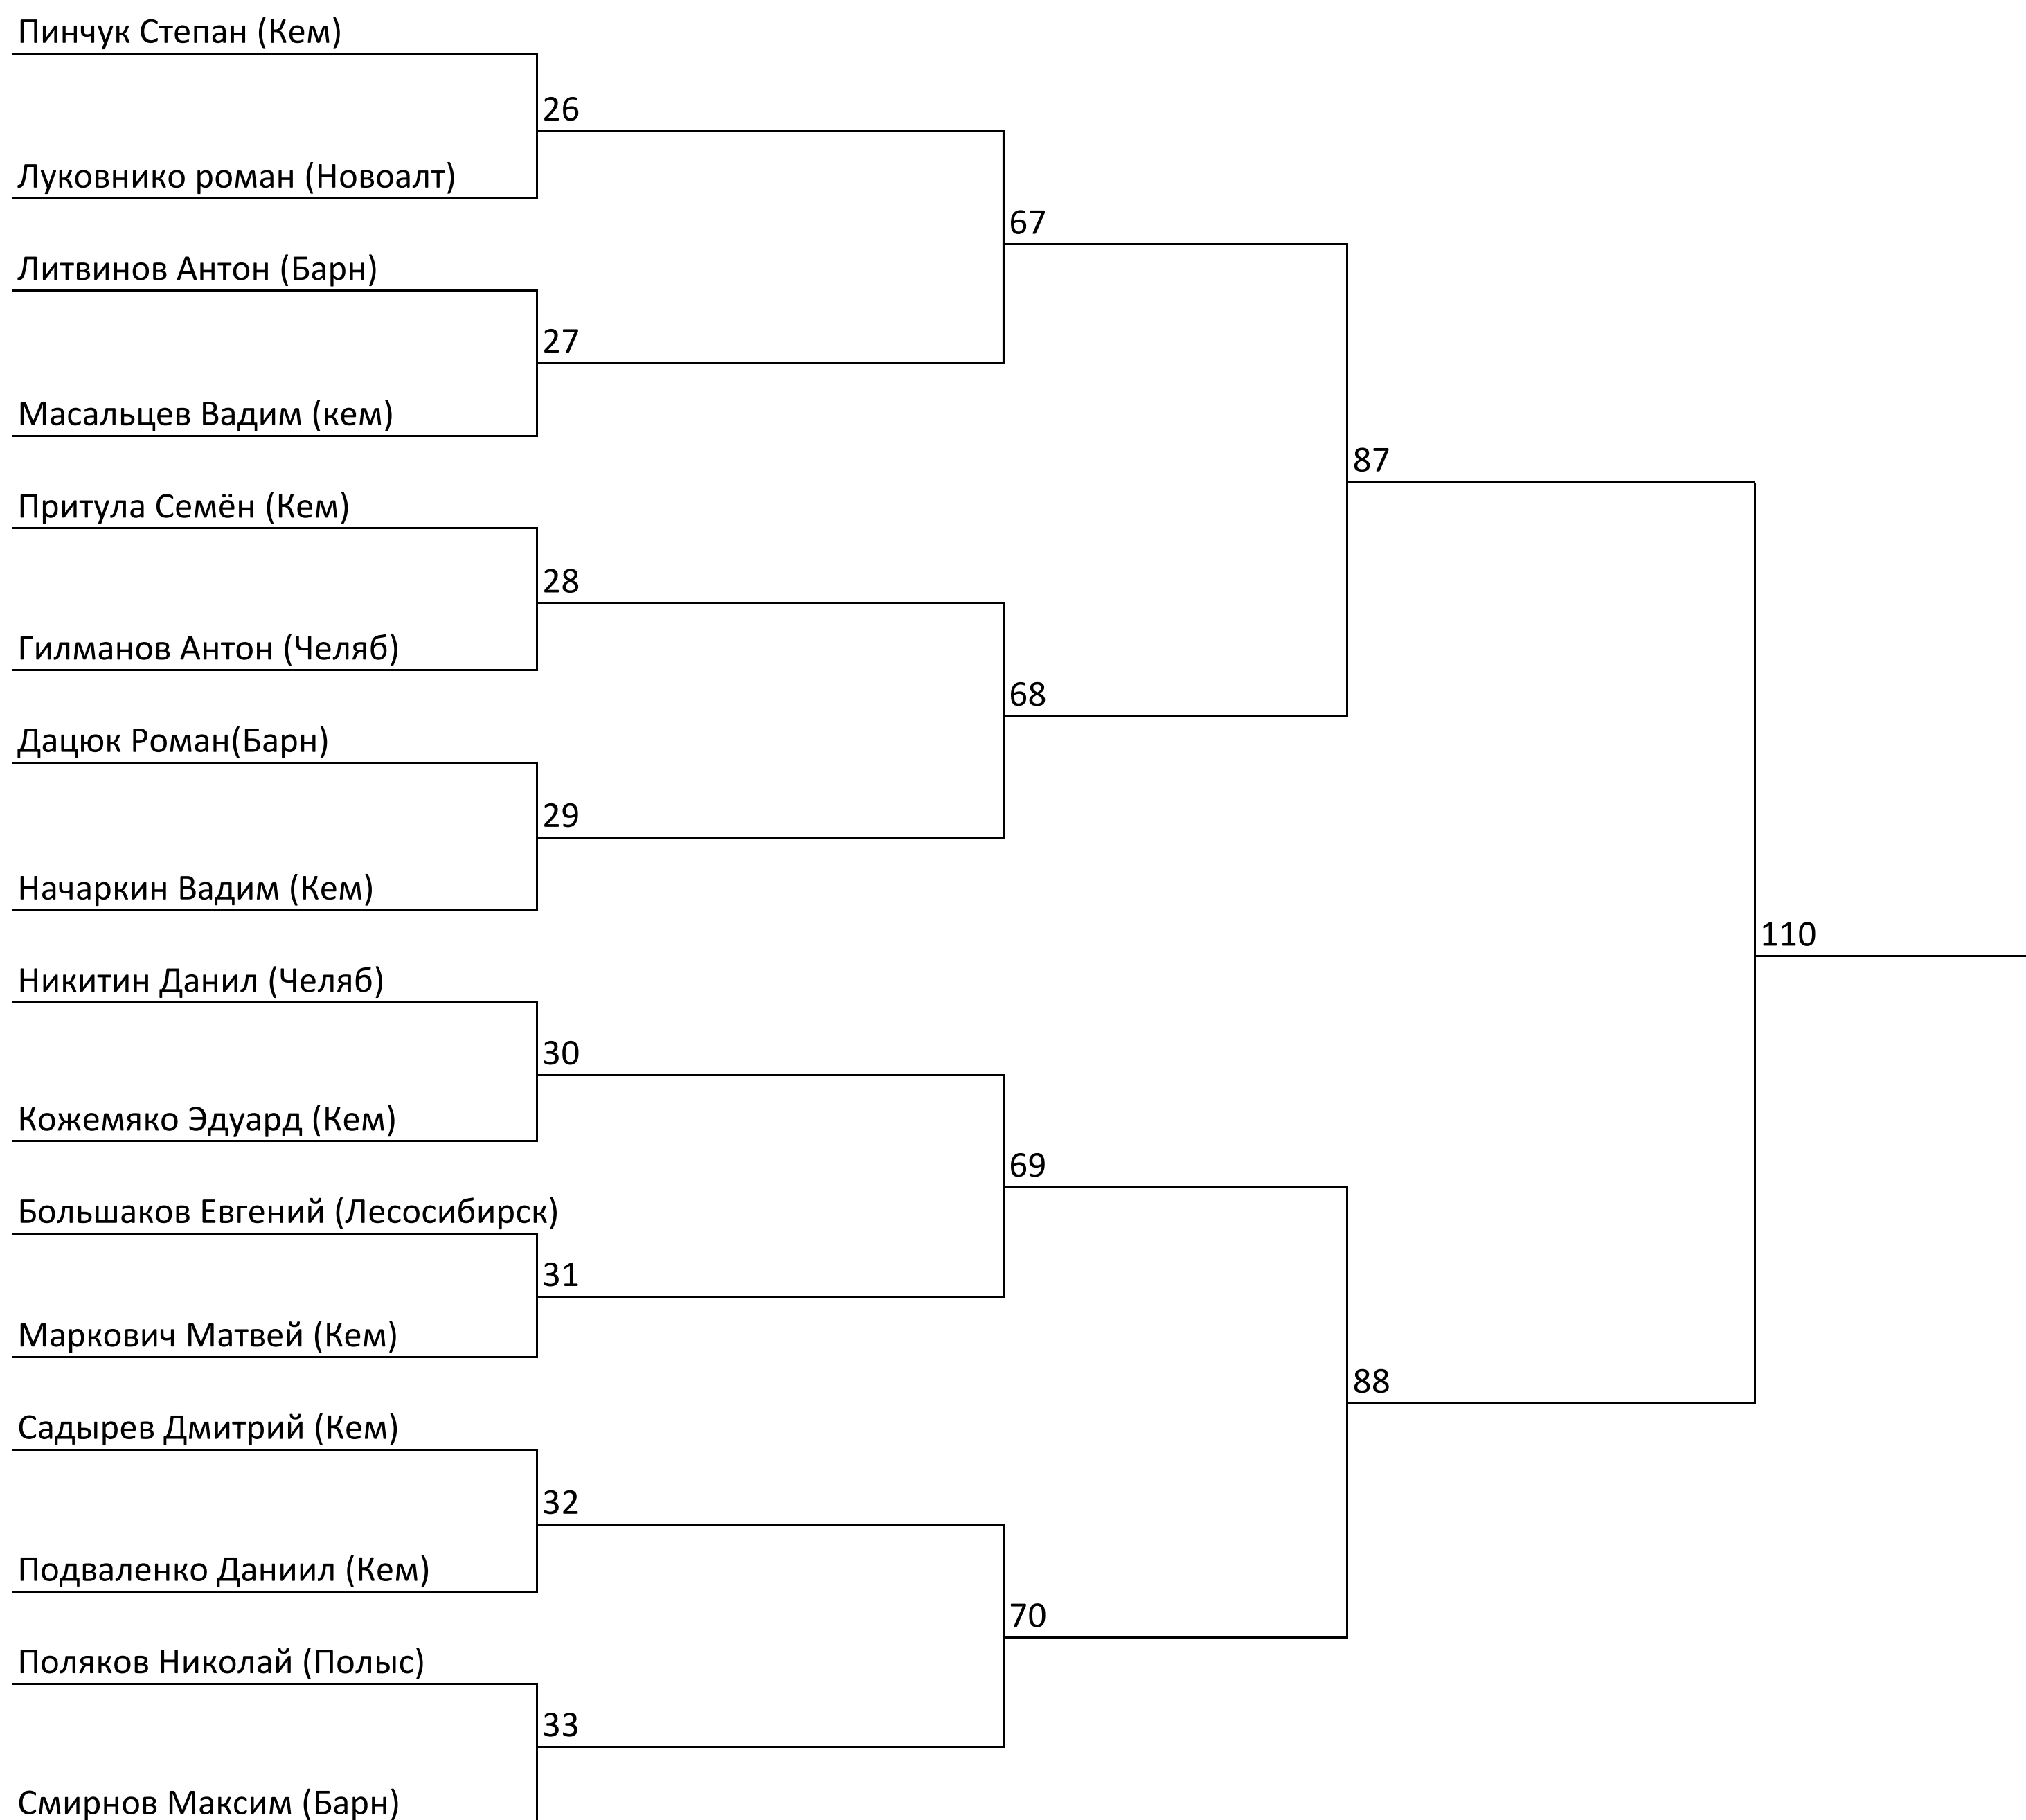 Пинчук Степан (Кем)
26
Луковнико роман (Новоалт)
67
Литвинов Антон (Барн)
27
Масальцев Вадим (кем)
87
Притула Семён (Кем)
28
Гилманов Антон (Челяб)
68
Дацюк Роман(Барн)
29
Начаркин Вадим (Кем)
110
Никитин Данил (Челяб)
30
Кожемяко Эдуард (Кем)
69
Большаков Евгений (Лесосибирск)
31
Маркович Матвей (Кем)
88
Садырев Дмитрий (Кем)
32
Подваленко Даниил (Кем)
70
Поляков Николай (Полыс)
33
Смирнов Максим (Барн)